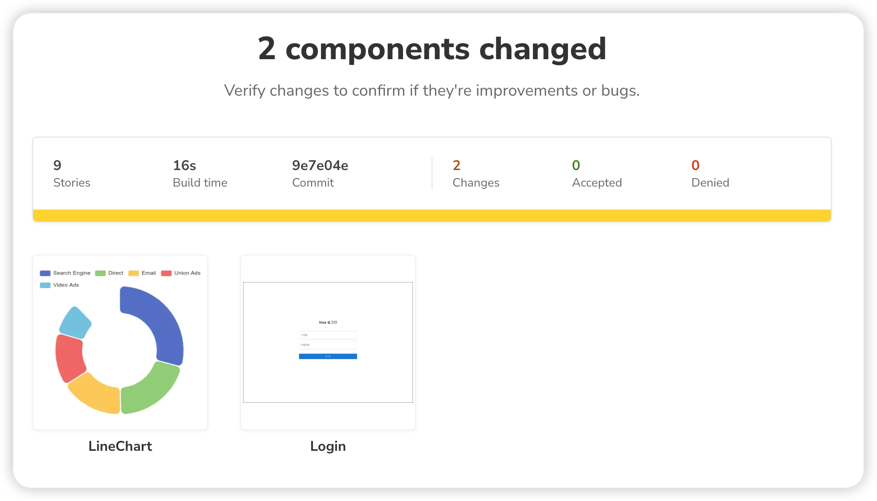 2 components changed
Verify changes to confirm if they're improvements or bugs.
9
Stories
16s
Build time
9e7e04e
Commit
2
Changes
0
Accepted
0
Denied
Search Engine Direct Email Union Ads
Video Ads
LineChart
Login